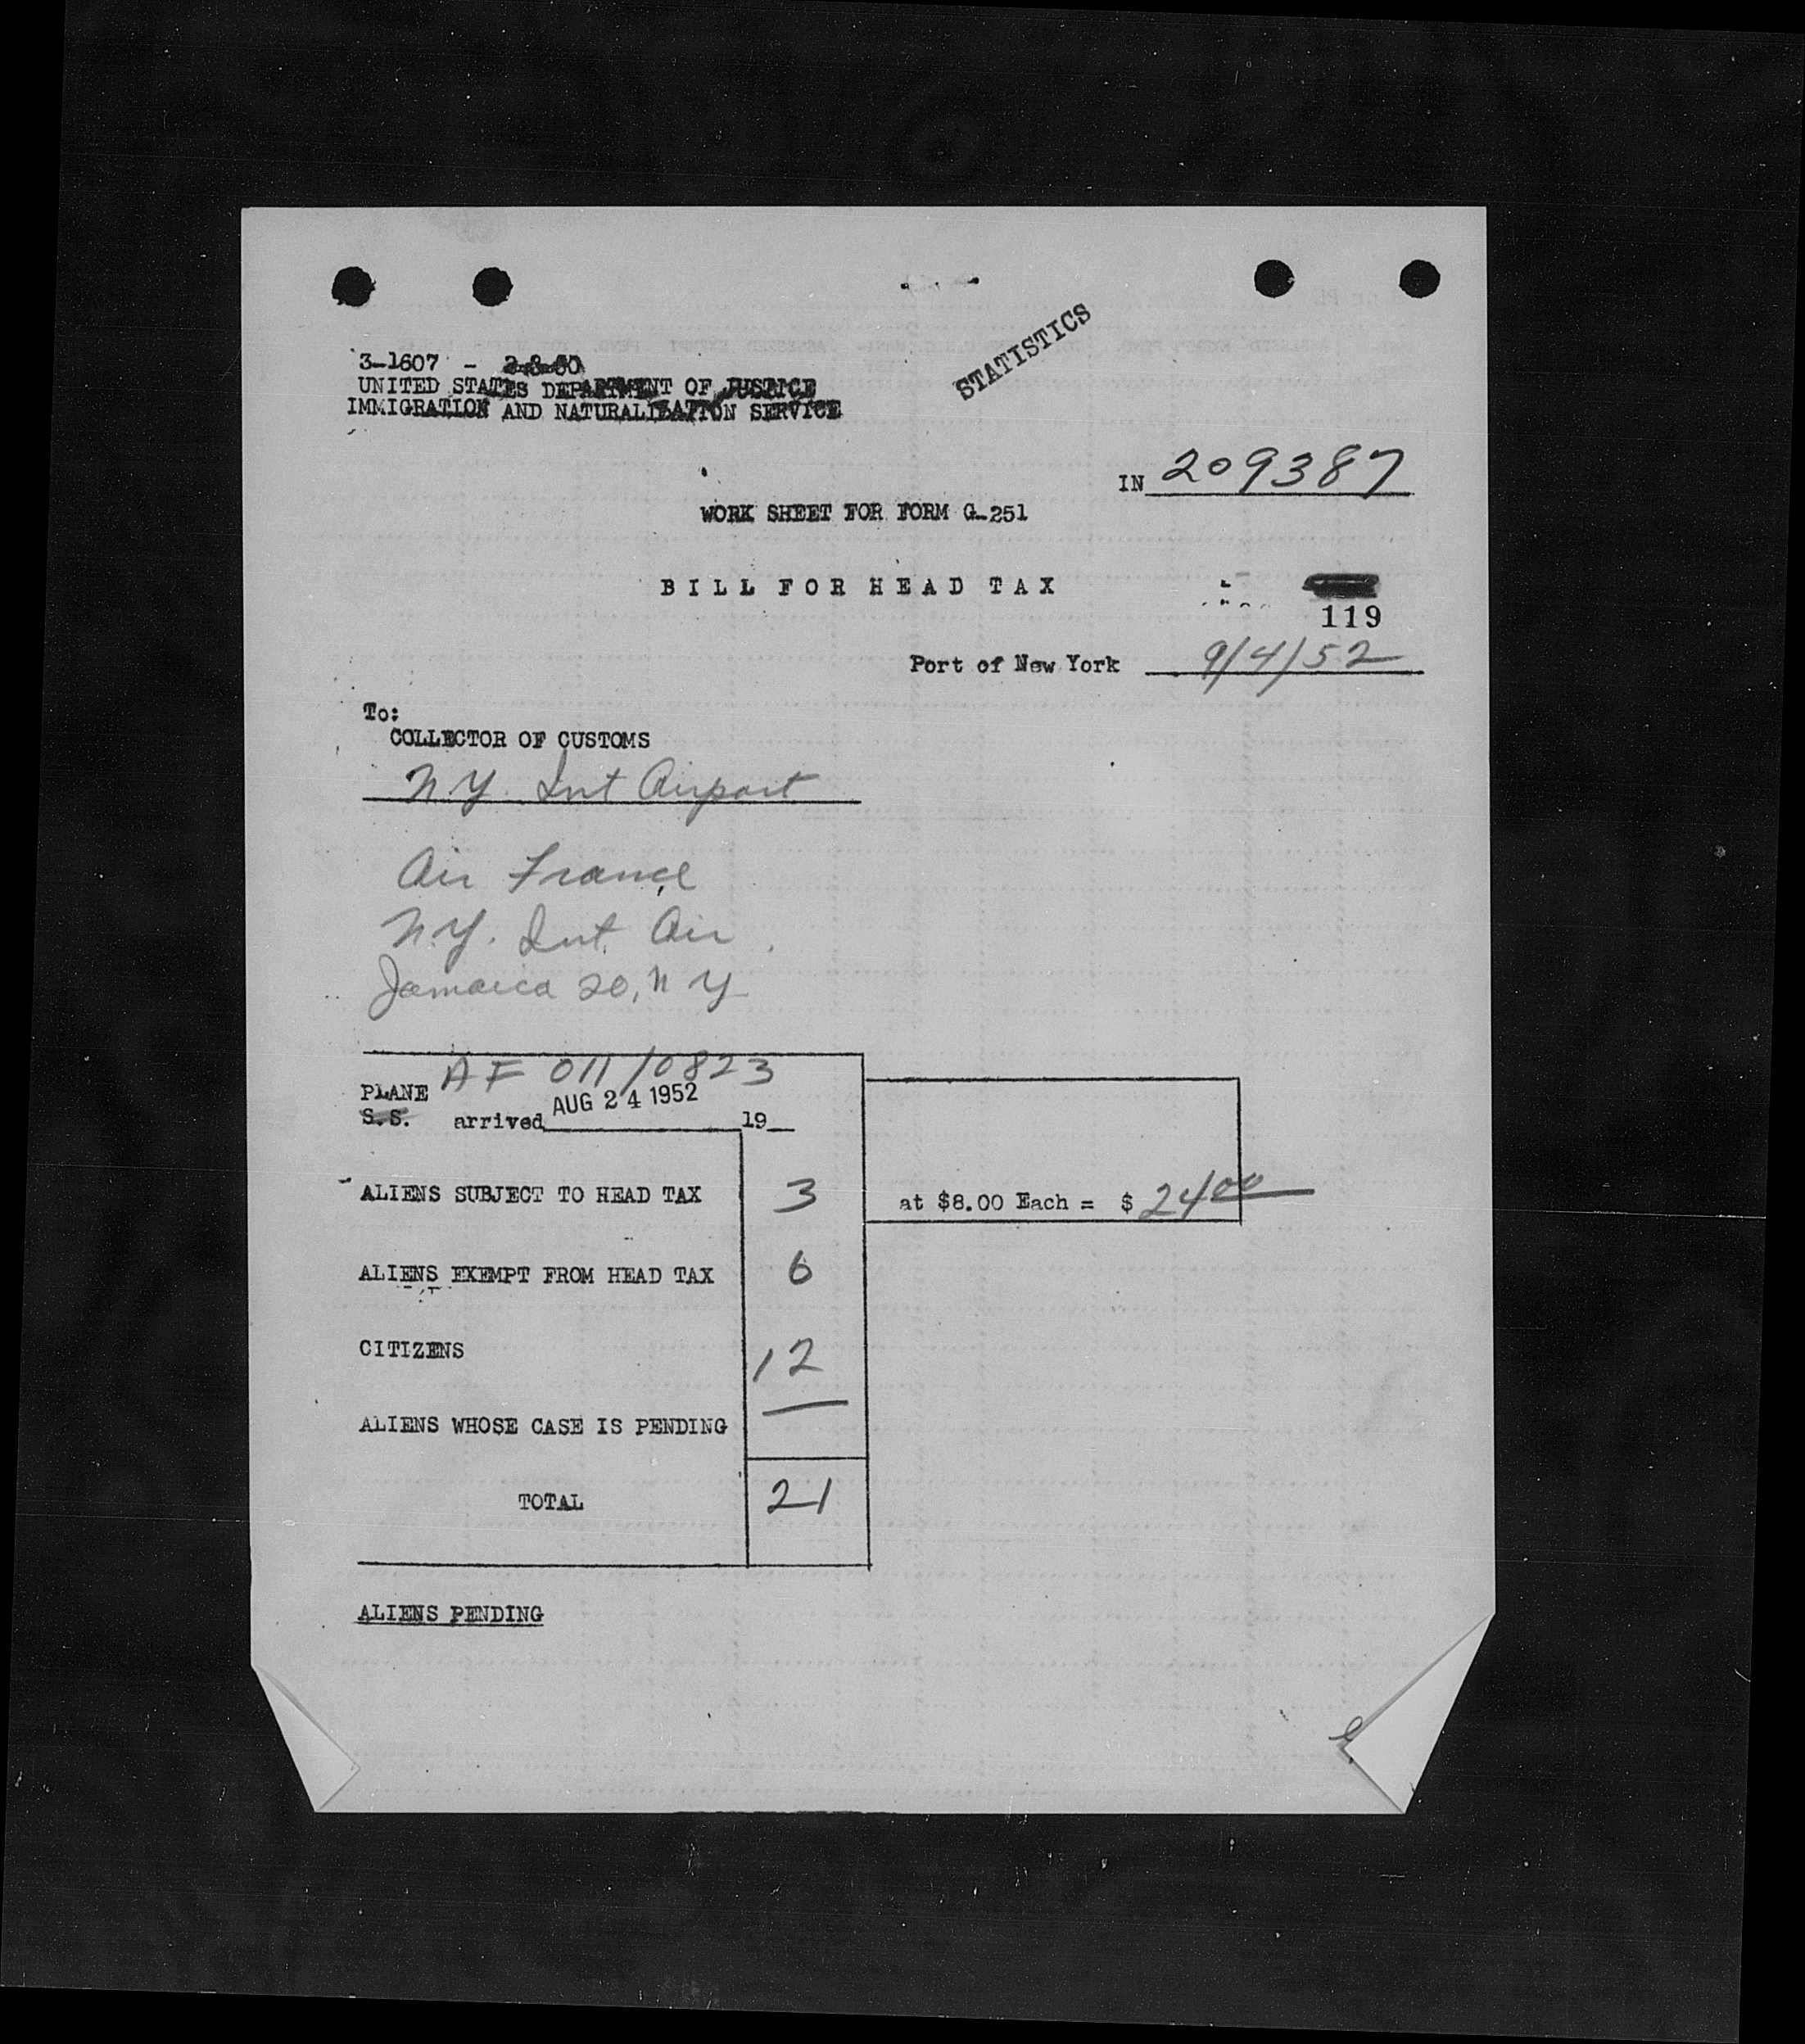 STATISTICS
3-1607 - 2-8-50
UNITED STATES DEPARTMENT OF JUSTICE
IMMIGRATION AND NATURALIZATION SERVICE
IN 209387
WORK SHEET FOR FORM G-251
BILL FOR HEAD TAX
119
Port of New York 9/4/52
To:
COLLECTOR OF CUSTOMS
N.Y. Int Airport
Air France
N.Y. Int. Air
Jamaica 20, N Y
AF 011/0823
PLANE
S.S. arrived AUG 24 1952 19
ALIENS SUBJECT TO HEAD TAX 3 at $8.00 Each = $ 2400
ALIENS EXEMPT FROM HEAD TAX 6
CITIZENS 12
ALIENS WHOSE CASE IS PENDING —
TOTAL 21
ALIENS PENDING